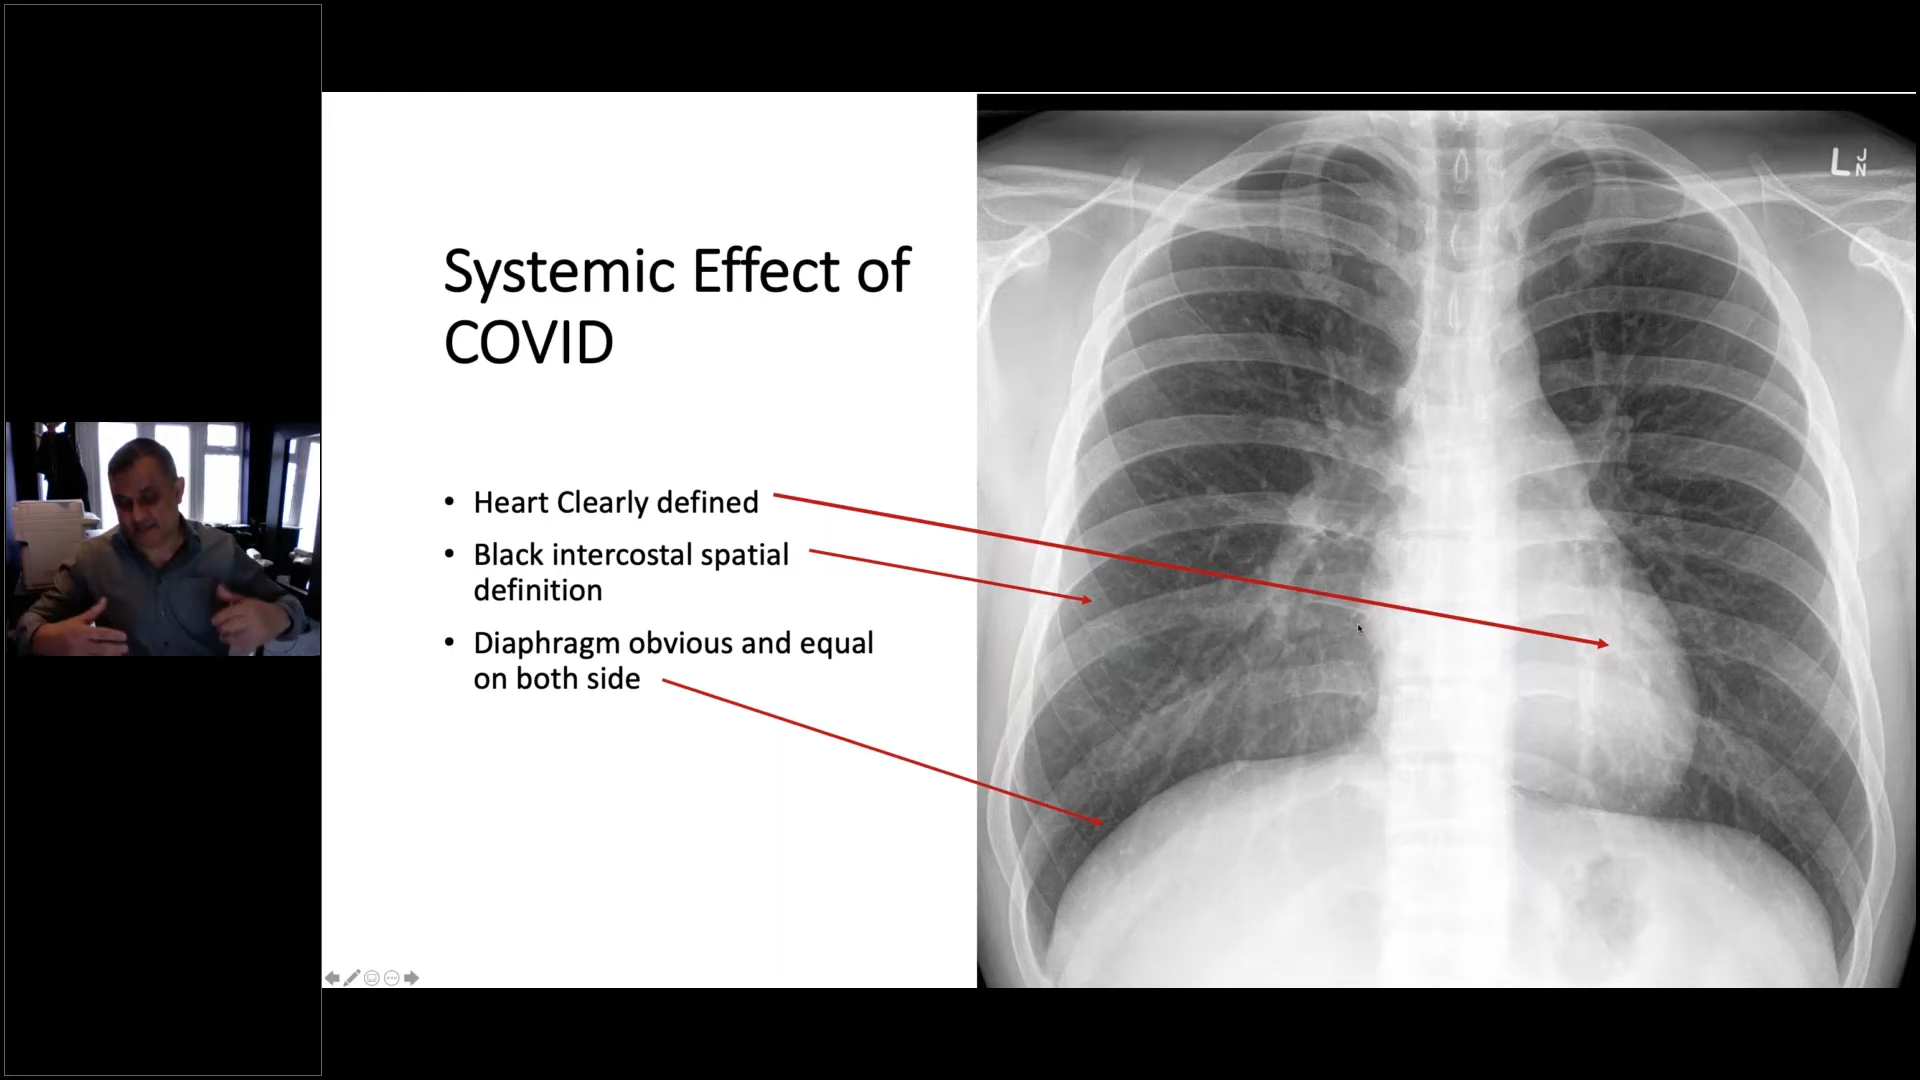 Systemic Effect of
COVID
• Heart Clearly defined
• Black intercostal spatial
definition
• Diaphragm obvious and equal
on both side
L J
N